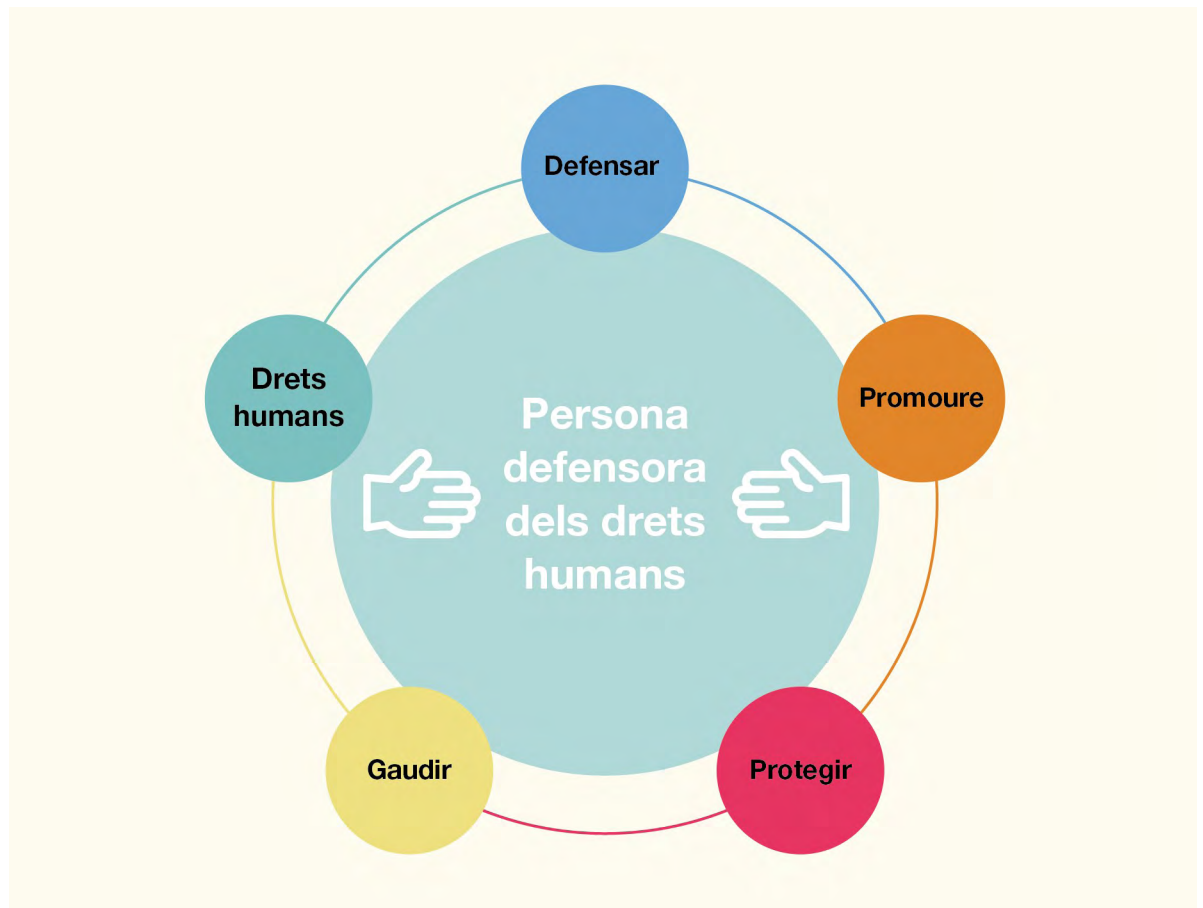 Defensar
Drets
humans
Promoure
Persona
defensora
dels drets
humans
Gaudir
Protegir